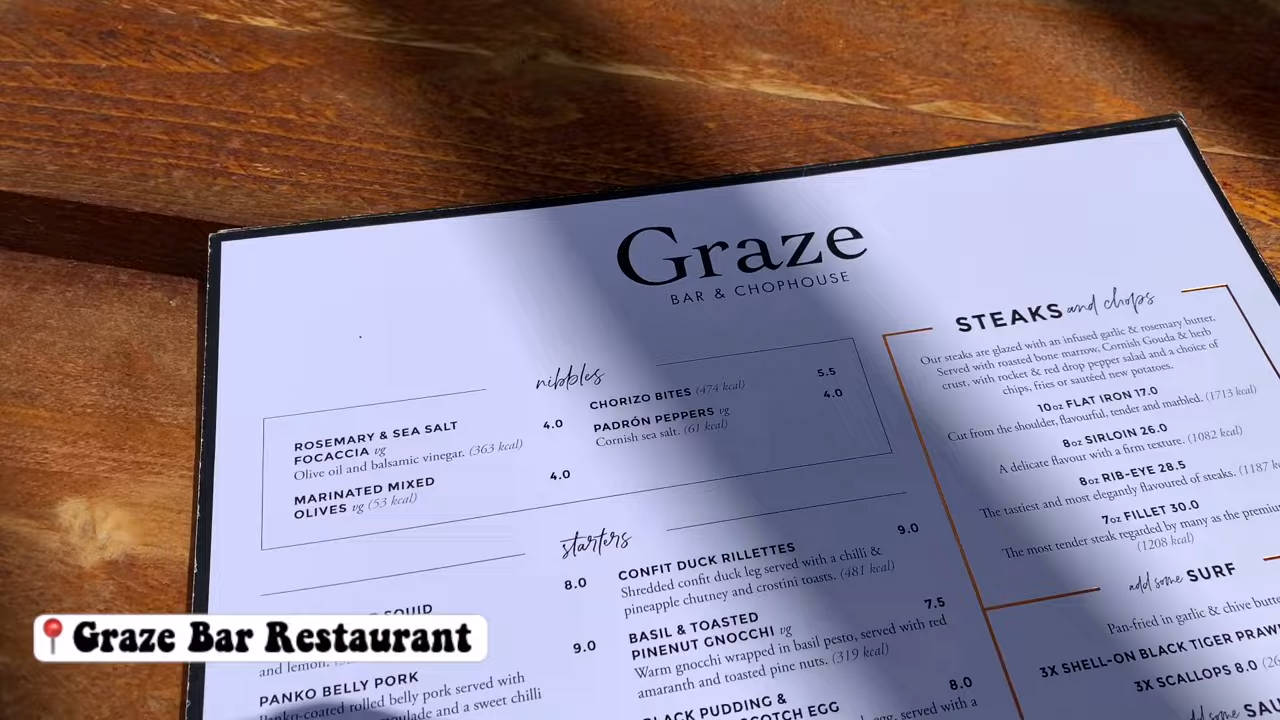 Graze
BAR & CHOPHOUSE
nibbles
ROSEMARY & SEA SALT
FOCACCIA vg 4.0
Olive oil and balsamic vinegar. (363 kcal)
MARINATED MIXED
OLIVES vg (53 kcal) 4.0
CHORIZO BITES (474 kcal) 5.5
PADRÓN PEPPERS vg 4.0
Cornish sea salt. (61 kcal)
starters
8.0
SQUID
and lemon.
9.0
PANKO BELLY PORK
Panko-coated rolled belly pork served with
and a sweet chilli
CONFIT DUCK RILLETTES 9.0
Shredded confit duck leg served with a chilli &
pineapple chutney and crostini toasts. (481 kcal)
BASIL & TOASTED 7.5
PINENUT GNOCCHI vg
Warm gnocchi wrapped in basil pesto, served with red
amaranth and toasted pine nuts. (319 kcal)
BLACK PUDDING & 8.0
SCOTCH EGG
egg, served with a
STEAKS and chops
Our steaks are glazed with an infused garlic & rosemary butter.
Served with roasted bone marrow, Cornish Gouda & herb
crust, with rocket & red drop pepper salad and a choice of
chips, fries or sautéed new potatoes.
10oz FLAT IRON 17.0
Cut from the shoulder, flavourful, tender and marbled. (1713 kcal)
8oz SIRLOIN 26.0
A delicate flavour with a firm texture. (1082 kcal)
8oz RIB-EYE 28.5
The tastiest and most elegantly flavoured of steaks. (1187
7oz FILLET 30.0
The most tender steak regarded by many as the
(1208 kcal)
add some SURF
Pan-fried in garlic & chive
3X SHELL-ON BLACK TIGER
3X SCALLOPS 8.0
add some
Graze Bar Restaurant